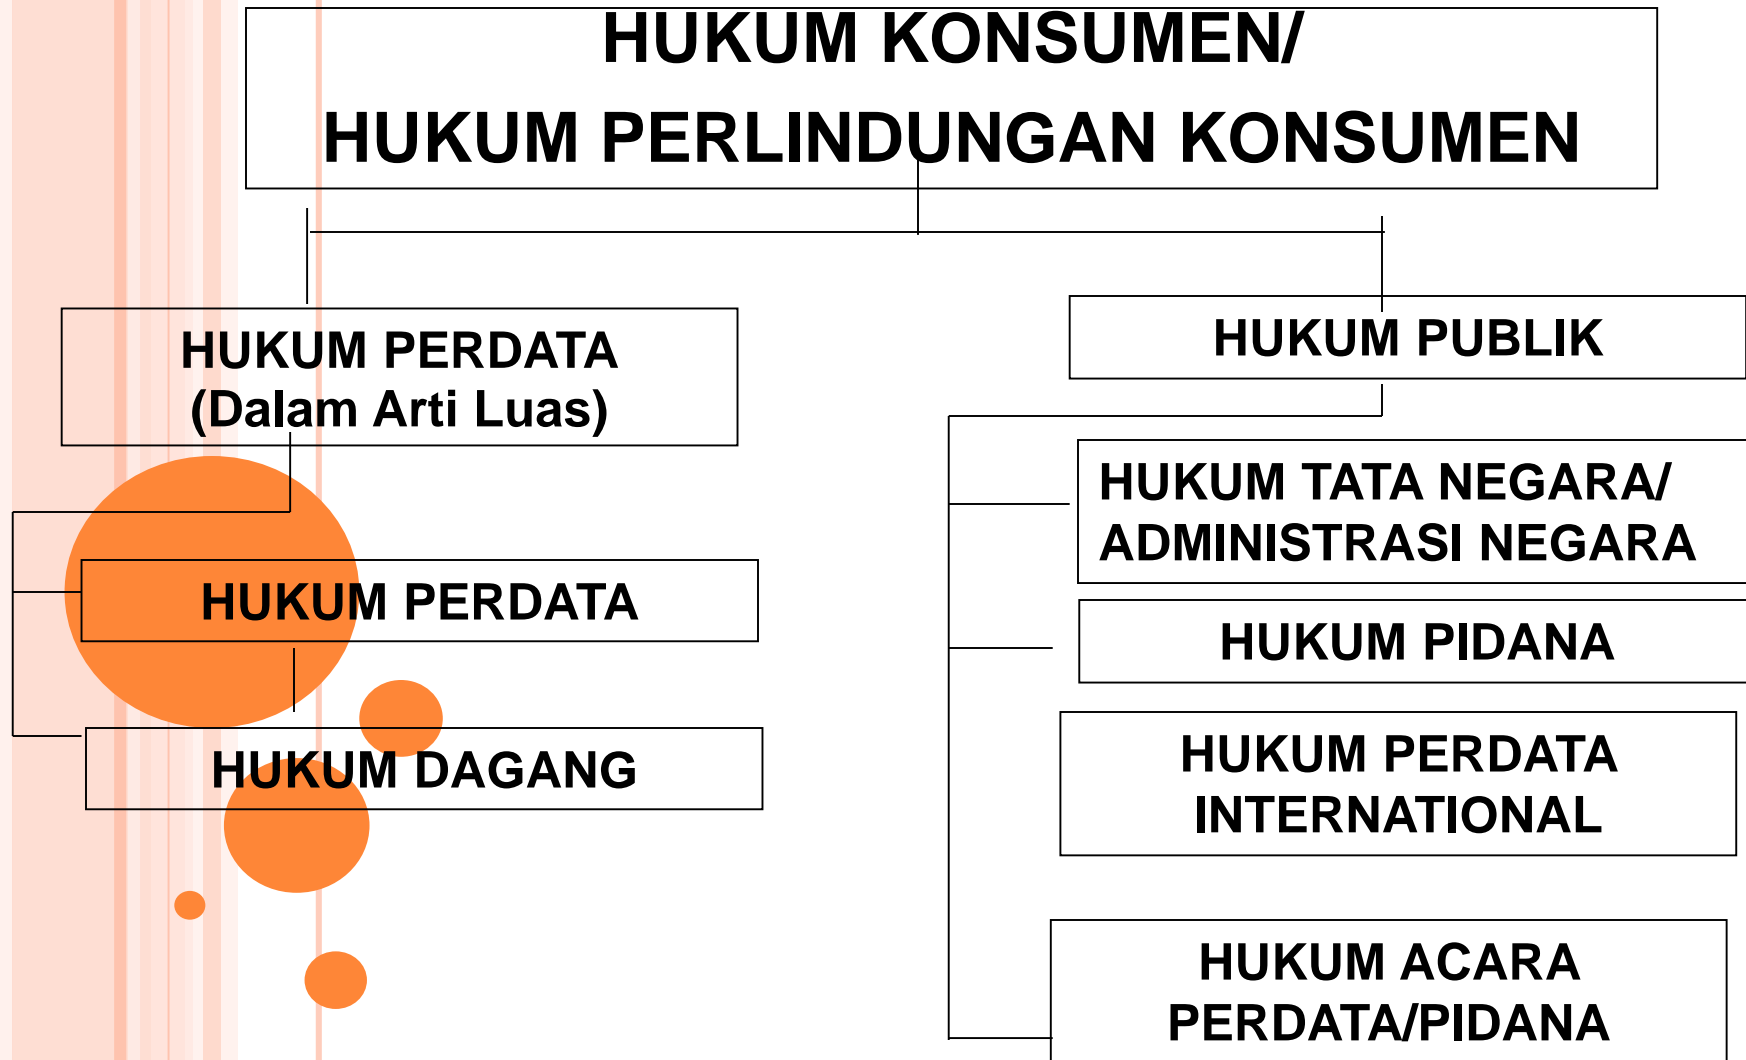 HUKUM KONSUMEN/
HUKUM PERLINDUNGAN KONSUMEN
HUKUM PERDATA
(Dalam Arti Luas)
HUKUM PERDATA
HUKUM DAGANG
HUKUM PUBLIK
HUKUM TATA NEGARA/
ADMINISTRASI NEGARA
HUKUM PIDANA
HUKUM PERDATA
INTERNATIONAL
HUKUM ACARA
PERDATA/PIDANA